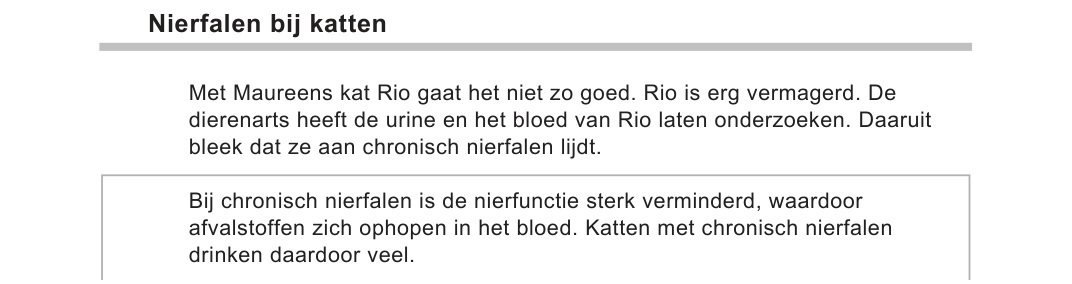 Nierfalen bij katten
Met Maureens kat Rio gaat het niet zo goed. Rio is erg vermagerd. De
dierenarts heeft de urine en het bloed van Rio laten onderzoeken. Daaruit
bleek dat ze aan chronisch nierfalen lijdt.
Bij chronisch nierfalen is de nierfunctie sterk verminderd, waardoor
afvalstoffen zich ophopen in het bloed. Katten met chronisch nierfalen
drinken daardoor veel.